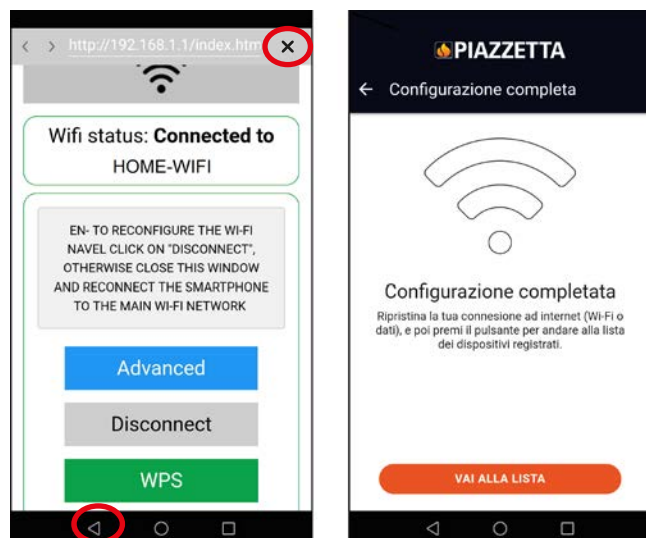 http://192.168.1.1/index.htm
Wifi status: Connected to
HOME-WIFI
EN- TO RECONFIGURE THE WI-FI
NAVEL CLICK ON "DISCONNECT",
OTHERWISE CLOSE THIS WINDOW
AND RECONNECT THE SMARTPHONE
TO THE MAIN WI-FI NETWORK
Advanced
Disconnect
WPS
PIAZZETTA
Configurazione completa
Configurazione completata
Ripristina la tua connesione ad internet (Wi-Fi o
dati), e poi premi il pulsante per andare alla lista
dei dispositivi registrati.
VAI ALLA LISTA